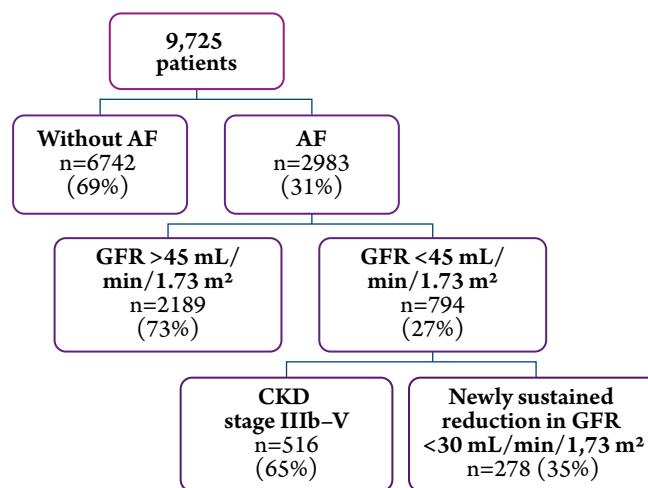 9,725
patients
Without AF
n=6742
(69%)
AF
n=2983
(31%)
GFR >45 mL/
min/1.73 m²
n=2189
(73%)
GFR <45 mL/
min/1.73 m²
n=794
(27%)
CKD
stage IIIb–V
n=516
(65%)
Newly sustained
reduction in GFR
<30 mL/min/1,73 m²
n=278 (35%)